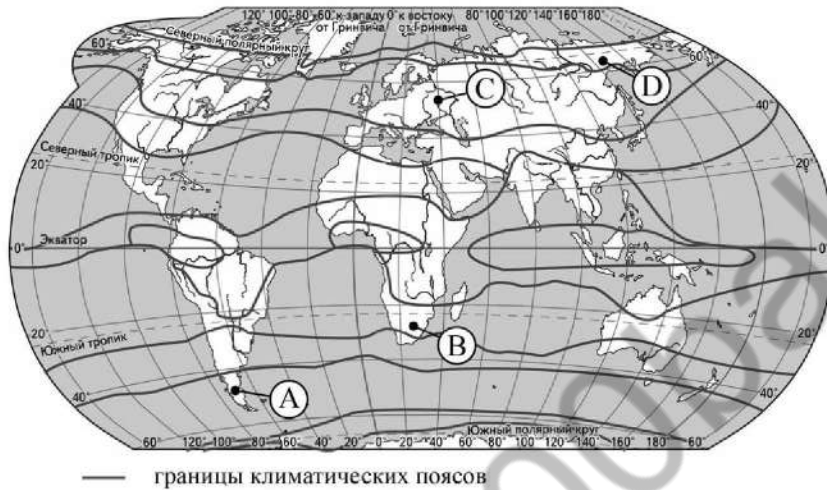 120°100°80° 60° к западу 0° к востоку 80°100°120°140°160°
от Гринвича от Гринвича
Северный полярный круг
60° 60°
D
C
40° 40°
Северный тропик
20° 20°
Экватор
0° 0°
20° 20°
Южный тропик
B
40° 40°
A
Южный полярный круг
60° 120°100°80° 60° 40° 20° 0° 20° 40° 60° 80°100°120°140°160°180° 60°
границы климатических поясов